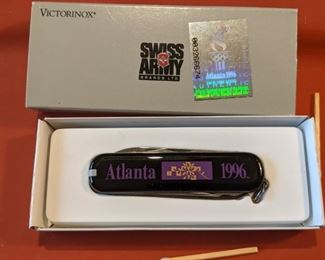 VICTORINOX®
SWISS
ARMY
BRANDS LTD.
Atlanta 1996
Atlanta 1996